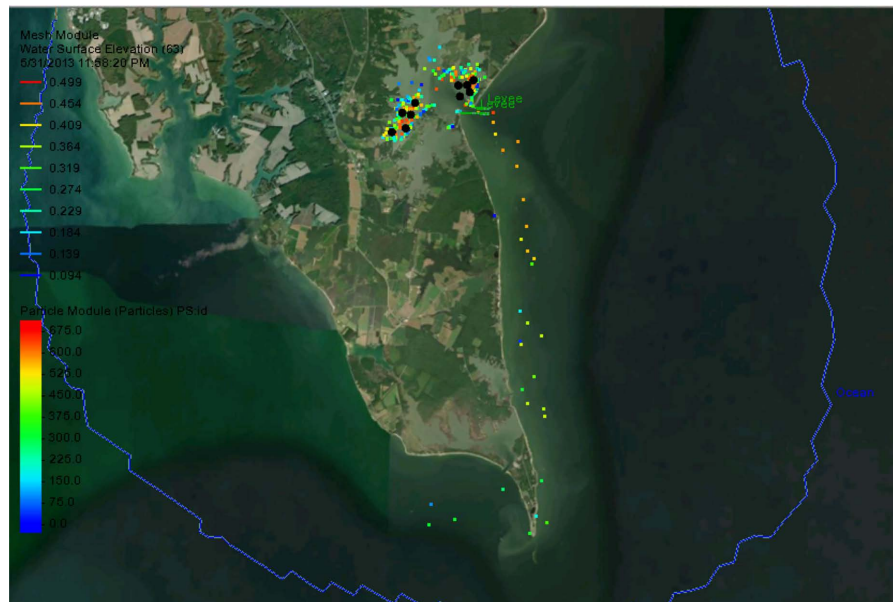 Mesh Module
Water Surface Elevation (63)
5/31/2013 11:58:20 PM
0.499
0.454
0.409
0.364
0.319
0.274
0.229
0.184
0.139
0.094
Levee
Levee
Particle Module (Particles) PS:Id
675.0
600.0
525.0
450.0
375.0
300.0
225.0
150.0
75.0
0.0
Ocean